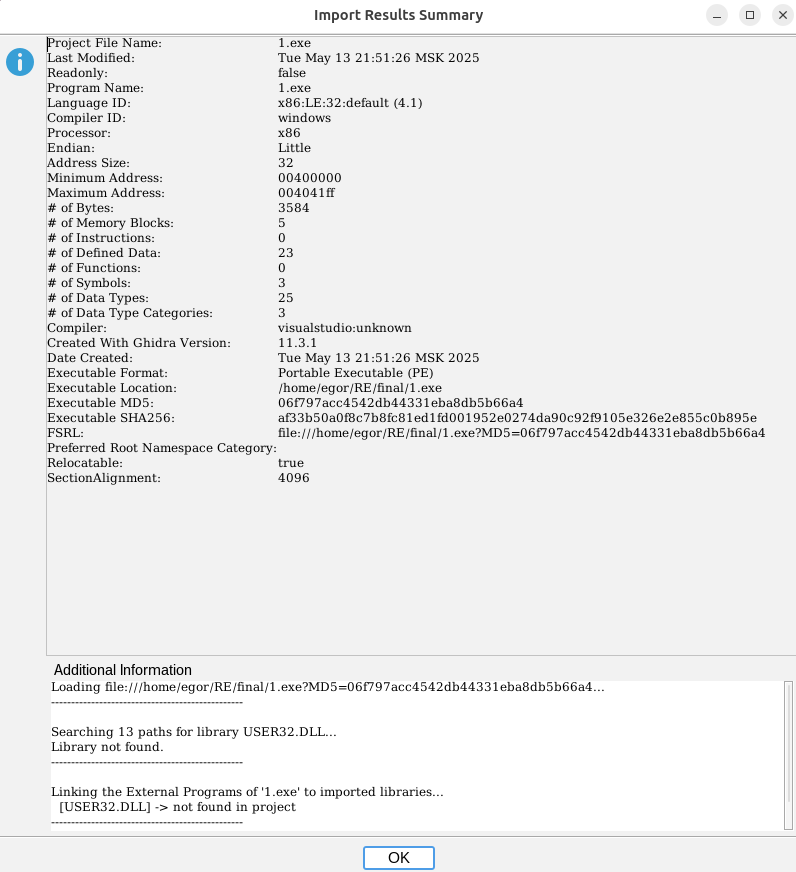 Import Results Summary
Project File Name: 1.exe
Last Modified: Tue May 13 21:51:26 MSK 2025
Readonly: false
Program Name: 1.exe
Language ID: x86:LE:32:default (4.1)
Compiler ID: windows
Processor: x86
Endian: Little
Address Size: 32
Minimum Address: 00400000
Maximum Address: 004041ff
# of Bytes: 3584
# of Memory Blocks: 5
# of Instructions: 0
# of Defined Data: 23
# of Functions: 0
# of Symbols: 3
# of Data Types: 25
# of Data Type Categories: 3
Compiler: visualstudio:unknown
Created With Ghidra Version: 11.3.1
Date Created: Tue May 13 21:51:26 MSK 2025
Executable Format: Portable Executable (PE)
Executable Location: /home/egor/RE/final/1.exe
Executable MD5: 06f797acc4542db44331eba8db5b66a4
Executable SHA256: af33b50a0f8c7b8fc81ed1fd001952e0274da90c92f9105e326e2e855c0b895e
FSRL: file:///home/egor/RE/final/1.exe?MD5=06f797acc4542db44331eba8db5b66a4
Preferred Root Namespace Category:
Relocatable: true
SectionAlignment: 4096
Additional Information
Loading file:///home/egor/RE/final/1.exe?MD5=06f797acc4542db44331eba8db5b66a4...
------------------------------------------------
Searching 13 paths for library USER32.DLL...
Library not found.
------------------------------------------------
Linking the External Programs of '1.exe' to imported libraries...
[USER32.DLL] -> not found in project
------------------------------------------------
OK